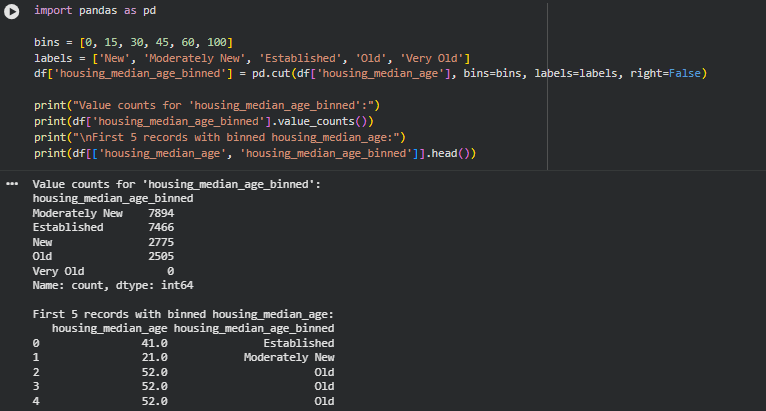 import pandas as pd
bins = [0, 15, 30, 45, 60, 100]
labels = ['New', 'Moderately New', 'Established', 'Old', 'Very Old']
df['housing_median_age_binned'] = pd.cut(df['housing_median_age'], bins=bins, labels=labels, right=False)
print("Value counts for 'housing_median_age_binned':")
print(df['housing_median_age_binned'].value_counts())
print("\nFirst 5 records with binned housing_median_age:")
print(df[['housing_median_age', 'housing_median_age_binned']].head())
Value counts for 'housing_median_age_binned':
housing_median_age_binned
Moderately New    7894
Established       7466
New               2775
Old               2505
Very Old             0
Name: count, dtype: int64
First 5 records with binned housing_median_age:
   housing_median_age housing_median_age_binned
0                41.0               Established
1                21.0            Moderately New
2                52.0                       Old
3                52.0                       Old
4                52.0                       Old